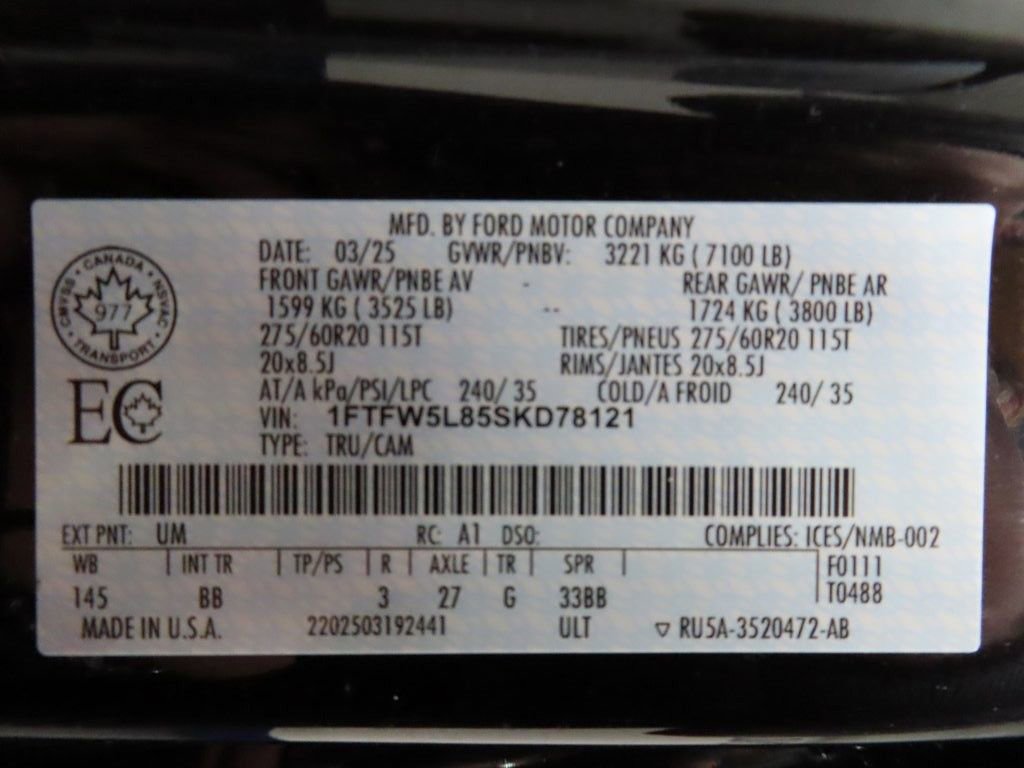 MFD. BY FORD MOTOR COMPANY
DATE: 03/25 GVWR/PNBV: 3221 KG ( 7100 LB)
FRONT GAWR/PNBE AV - REAR GAWR/ PNBE AR
1599 KG ( 3525 LB) -- 1724 KG ( 3800 LB)
275/60R20 115T TIRES/PNEUS 275/60R20 115T
20x8.5J RIMS/JANTES 20x8.5J
AT/A kPa/PSI/LPC 240/ 35 COLD/A FROID 240/ 35
VIN: 1FTFW5L85SKD78121
TYPE: TRU/CAM
CANADA
CMVSS NSVAC
977
TRANSPORT
EC
EXT PNT: UM RC: A1 DSO: COMPLIES: ICES/NMB-002
WB | INT TR | TP/PS | R | AXLE | TR | SPR | F0111
145 BB 3 27 G 33BB T0488
MADE IN U.S.A. 2202503192441 ULT ▽ RU5A-3520472-AB